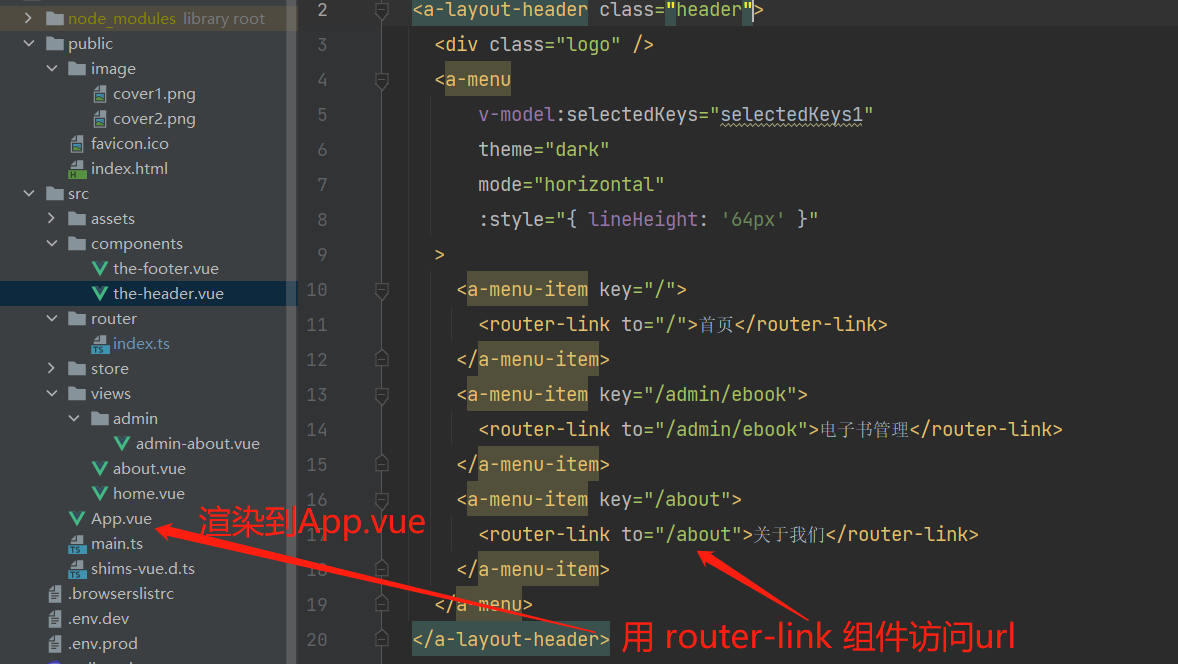 node_modules library root
public
image
cover1.png
cover2.png
favicon.ico
index.html
src
assets
components
the-footer.vue
the-header.vue
router
index.ts
store
views
admin
admin-about.vue
about.vue
home.vue
App.vue
main.ts
shims-vue.d.ts
.browserslistrc
.env.dev
.env.prod
2 <a-layout-header class="header">
3 <div class="logo" />
4 <a-menu
5 v-model:selectedKeys="selectedKeys1"
6 theme="dark"
7 mode="horizontal"
8 :style="{ lineHeight: '64px' }"
9 >
10 <a-menu-item key="/">
11 <router-link to="/">首页</router-link>
12 </a-menu-item>
13 <a-menu-item key="/admin/ebook">
14 <router-link to="/admin/ebook">电子书管理</router-link>
15 </a-menu-item>
16 <a-menu-item key="/about">
渲染到App.vue
17 <router-link to="/about">关于我们</router-link>
18 </a-menu-item>
19 </a-menu>
20 </a-layout-header>
用 router-link 组件访问url